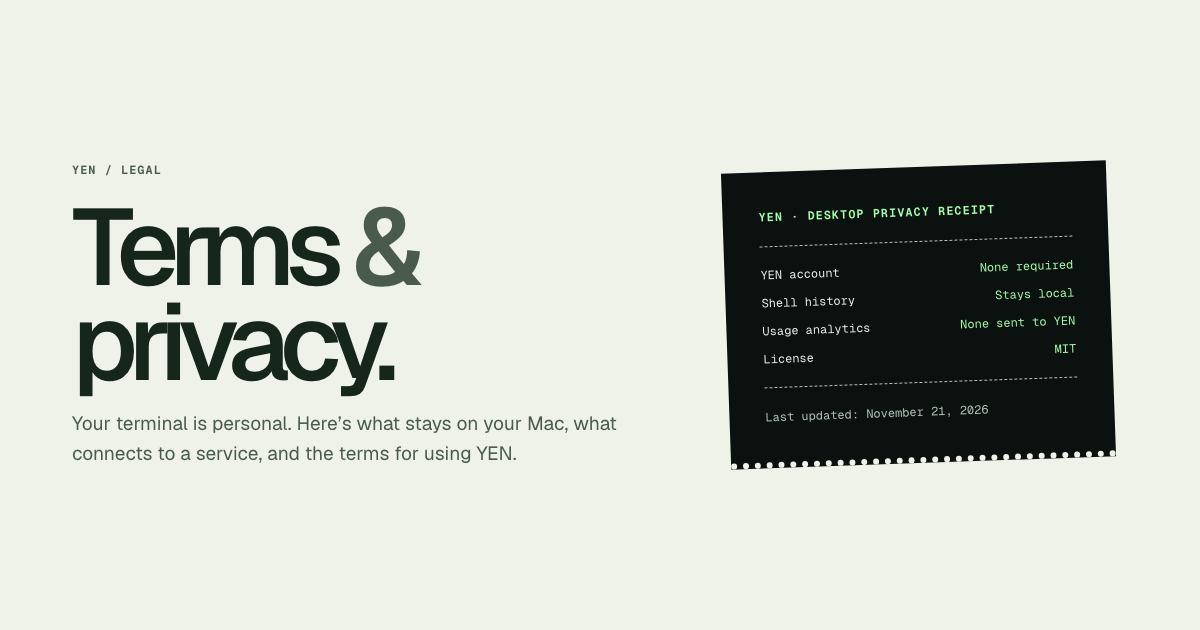 YEN / LEGAL
Terms &
privacy.
Your terminal is personal. Here’s what stays on your Mac, what
connects to a service, and the terms for using YEN.
YEN · DESKTOP PRIVACY RECEIPT
YEN account None required
Shell history Stays local
Usage analytics None sent to YEN
License MIT
Last updated: November 21, 2026